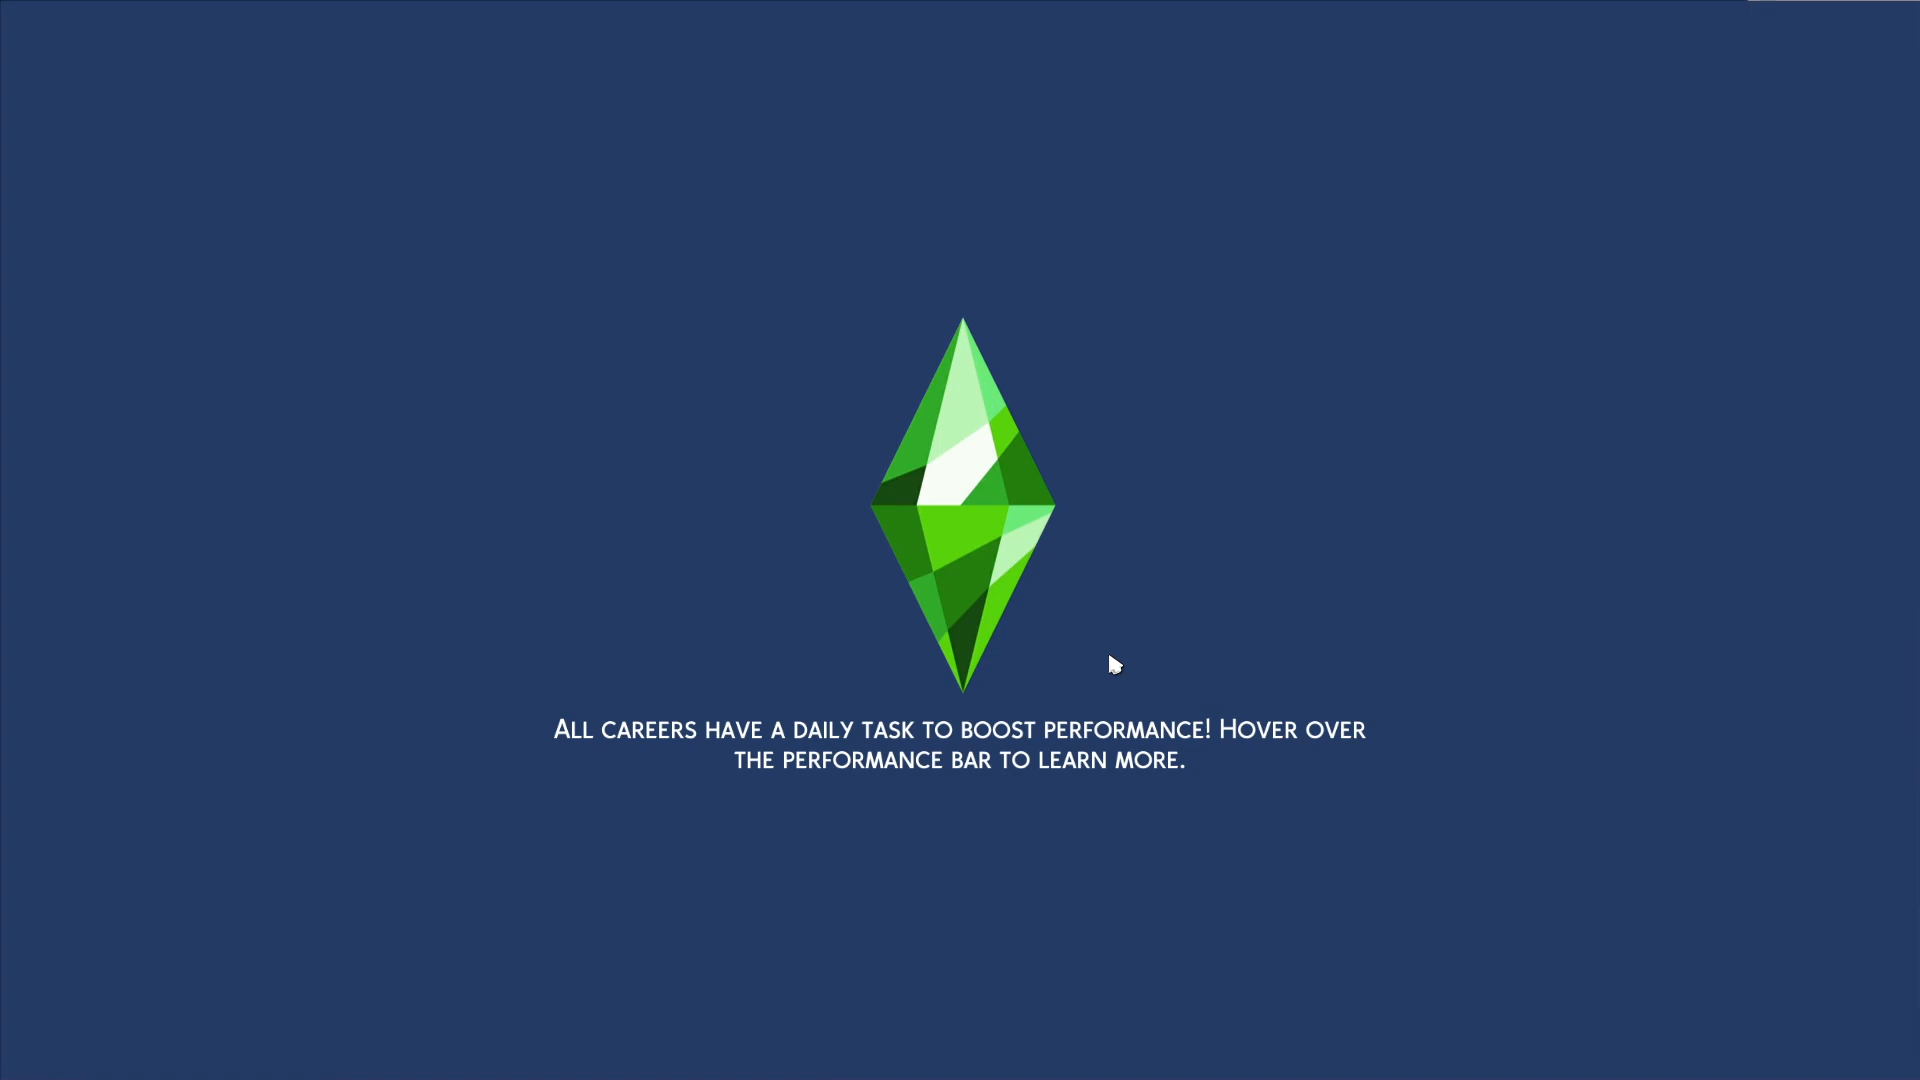 All careers have a daily task to boost performance! Hover over
the performance bar to learn more.